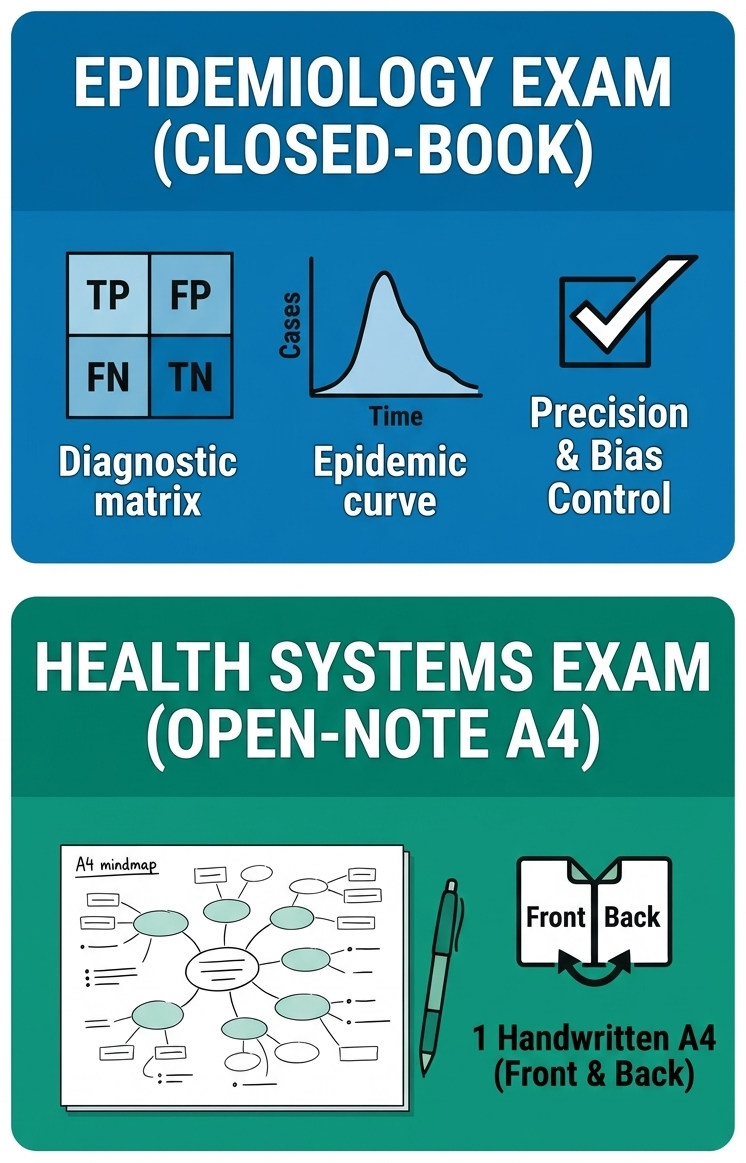 EPIDEMIOLOGY EXAM
(CLOSED-BOOK)
TP
FP
FN
TN
Diagnostic
matrix
Cases
Time
Epidemic
curve
Precision
& Bias
Control
HEALTH SYSTEMS EXAM
(OPEN-NOTE A4)
A4 mindmap
Front
Back
1 Handwritten A4
(Front & Back)